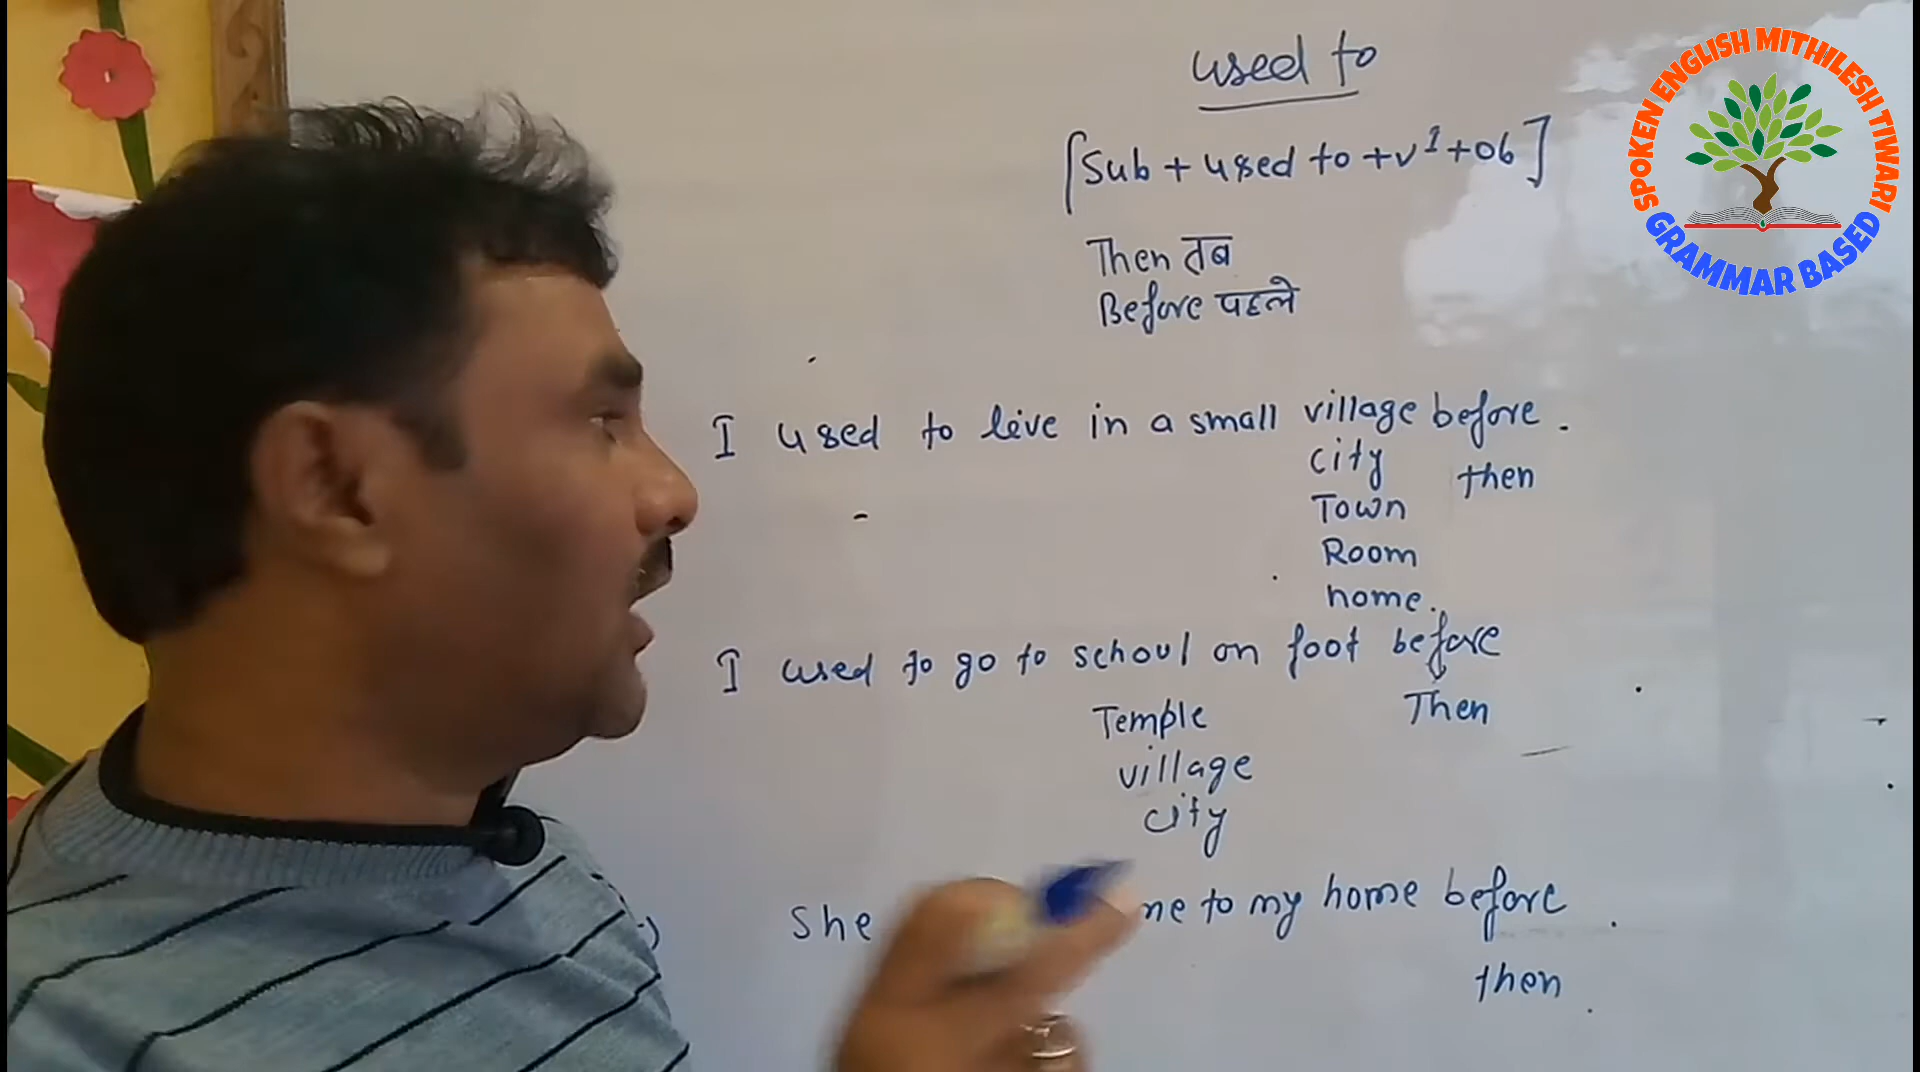 used to
[Sub + used to + v¹ + ob]
Then तब
Before पहले
I used to live in a small village before.
city then
Town
Room
home.
I used to go to school on foot before
Temple Then
village
city
She me to my home before.
then
SPOKEN ENGLISH MITHILESH TIWARI
GRAMMAR BASED